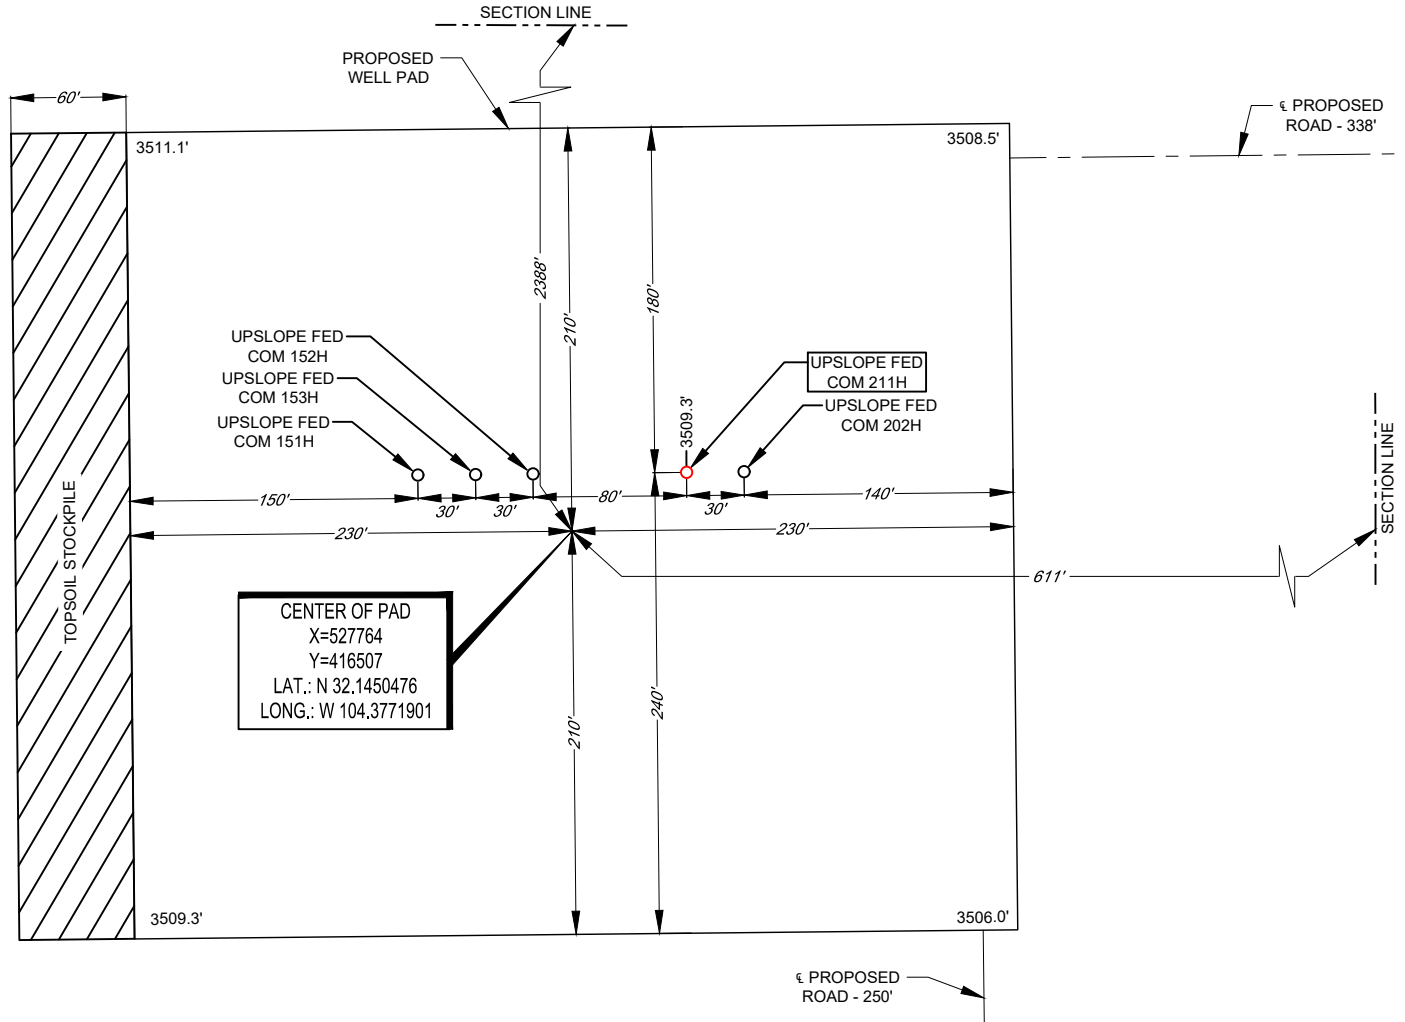 SECTION LINE
PROPOSED
WELL PAD
60'
℄ PROPOSED
ROAD - 338'
3511.1'
3508.5'
2388'
210'
180'
UPSLOPE FED
COM 152H
UPSLOPE FED
COM 153H
UPSLOPE FED
COM 151H
3509.3'
UPSLOPE FED
COM 211H
UPSLOPE FED
COM 202H
SECTION LINE
150'
30'
30'
80'
30'
140'
230'
230'
611'
TOPSOIL STOCKPILE
CENTER OF PAD
X=527764
Y=416507
LAT.: N 32.1450476
LONG.: W 104.3771901
210'
240'
3509.3'
3506.0'
℄ PROPOSED
ROAD - 250'